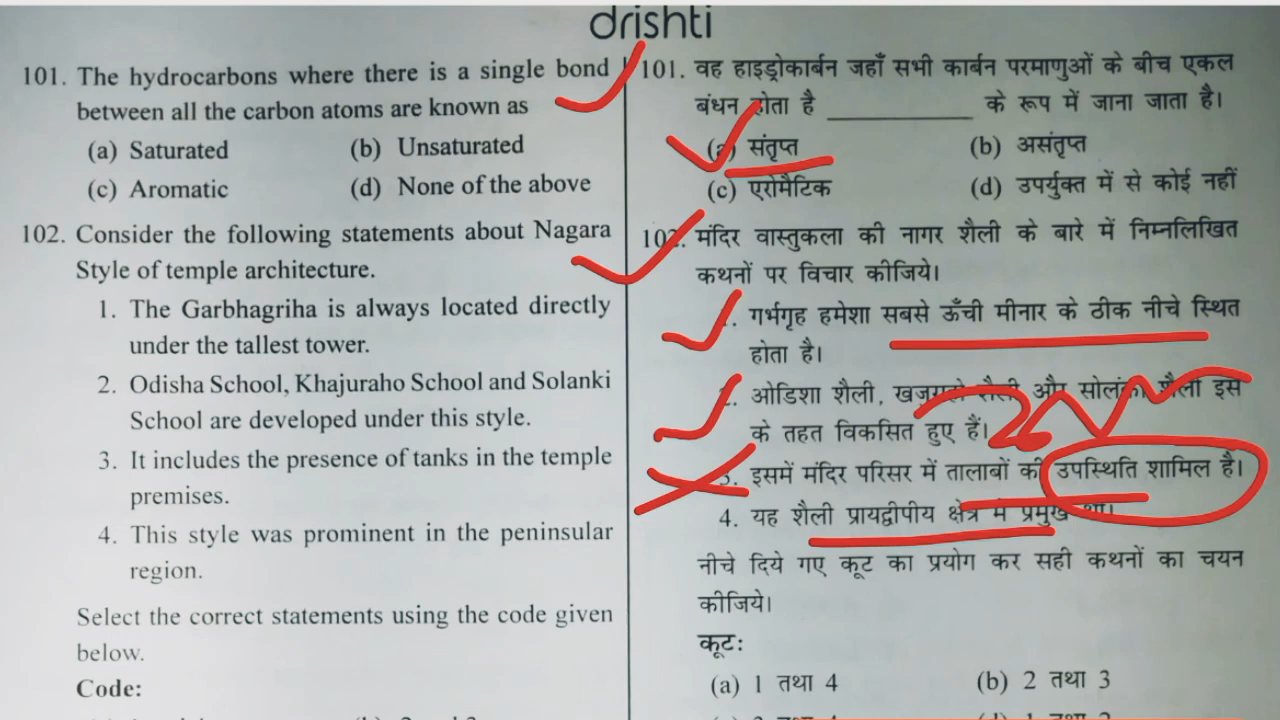 drishti
101. The hydrocarbons where there is a single bond
between all the carbon atoms are known as
(a) Saturated (b) Unsaturated
(c) Aromatic (d) None of the above
102. Consider the following statements about Nagara
Style of temple architecture.
1. The Garbhagriha is always located directly
under the tallest tower.
2. Odisha School, Khajuraho School and Solanki
School are developed under this style.
3. It includes the presence of tanks in the temple
premises.
4. This style was prominent in the peninsular
region.
Select the correct statements using the code given
below.
Code:
101. वह हाइड्रोकार्बन जहाँ सभी कार्बन परमाणुओं के बीच एकल
बंधन होता है ____________ के रूप में जाना जाता है।
(a) संतृप्त (b) असंतृप्त
(c) एरोमैटिक (d) उपर्युक्त में से कोई नहीं
102. मंदिर वास्तुकला की नागर शैली के बारे में निम्नलिखित
कथनों पर विचार कीजिये।
गर्भगृह हमेशा सबसे ऊँची मीनार के ठीक नीचे स्थित
होता है।
ओडिशा शैली, शैली और शैली इस
के तहत विकसित हुए हैं।
3. इसमें मंदिर परिसर में तालाबों की उपस्थिति शामिल है।
4. यह शैली प्रायद्वीपीय क्षेत्र में प्रमुख थी।
नीचे दिये गए कूट का प्रयोग कर सही कथनों का चयन
कीजिये।
कूट:
(a) 1 तथा 4 (b) 2 तथा 3